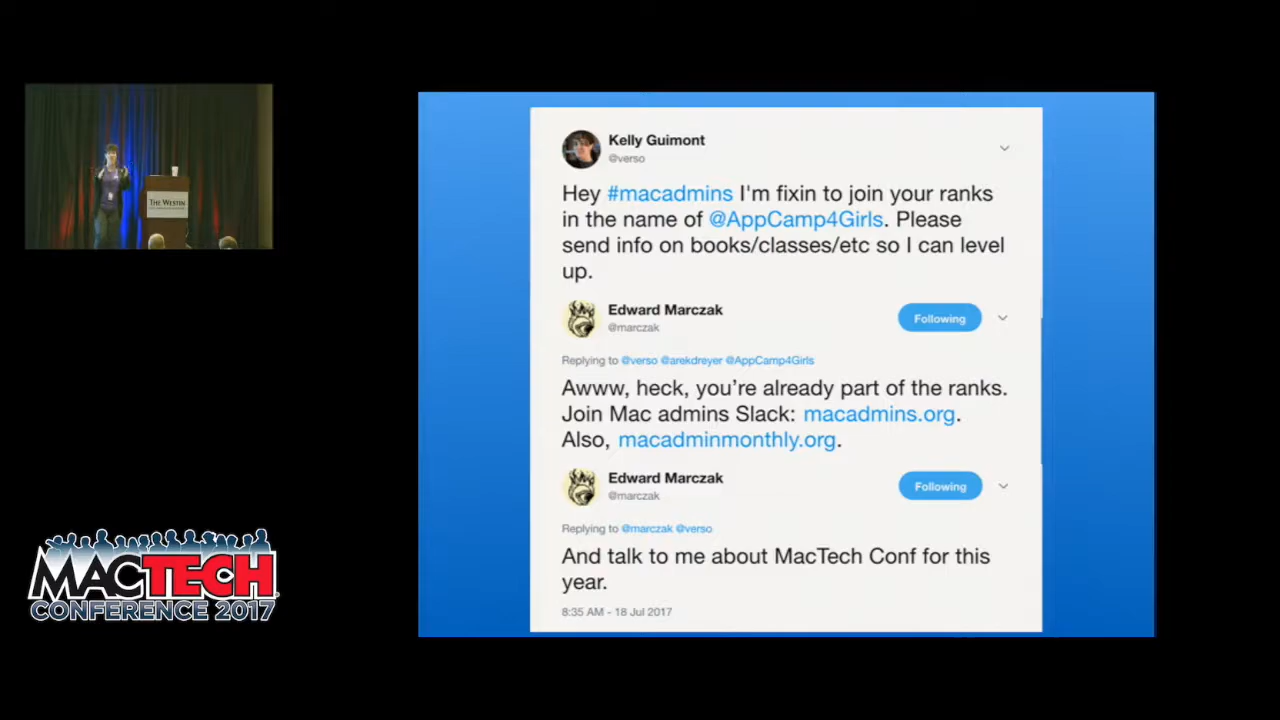 THE WESTIN
MACTECH
CONFERENCE 2017
Kelly Guimont
@verso
Hey #macadmins I'm fixin to join your ranks
in the name of @AppCamp4Girls. Please
send info on books/classes/etc so I can level
up.
Edward Marczak
@marczak
Following
Replying to @verso @arekdreyer @AppCamp4Girls
Awww, heck, you’re already part of the ranks.
Join Mac admins Slack: macadmins.org.
Also, macadminmonthly.org.
Edward Marczak
@marczak
Following
Replying to @marczak @verso
And talk to me about MacTech Conf for this
year.
8:35 AM - 18 Jul 2017